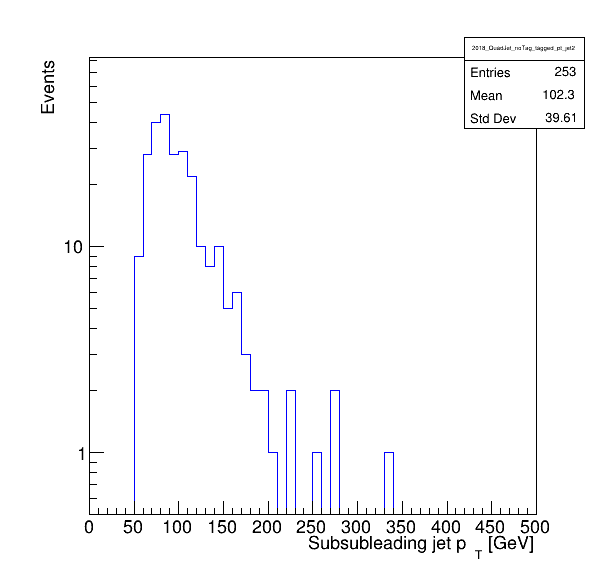 2018_QuadJet_noTag_tagged_pt_jet2
Entries 253
Mean 102.3
Std Dev 39.61
Events
10
1
0 50 100 150 200 250 300 350 400 450 500
Subsubleading jet p T [GeV]